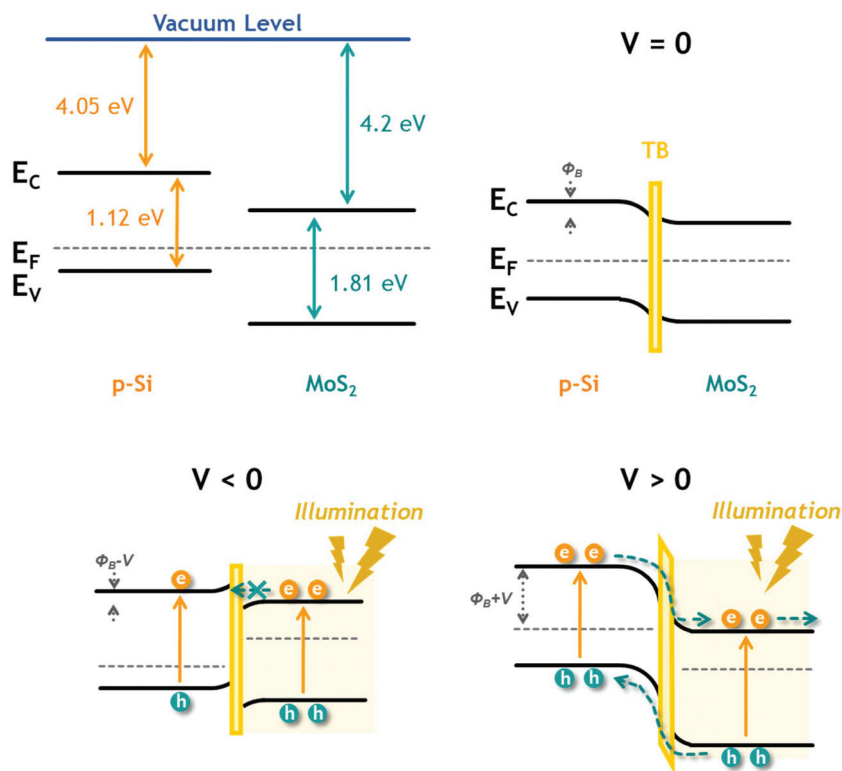 Vacuum Level
4.05 eV
4.2 eV
E_C
1.12 eV
E_F
E_V
1.81 eV
p-Si
MoS₂
V = 0
TB
Φ_B
E_C
E_F
E_V
p-Si
MoS₂
V < 0
Illumination
Φ_B-V
e
e e
h
h h
V > 0
Illumination
e e
Φ_B+V
e e
h h
h h